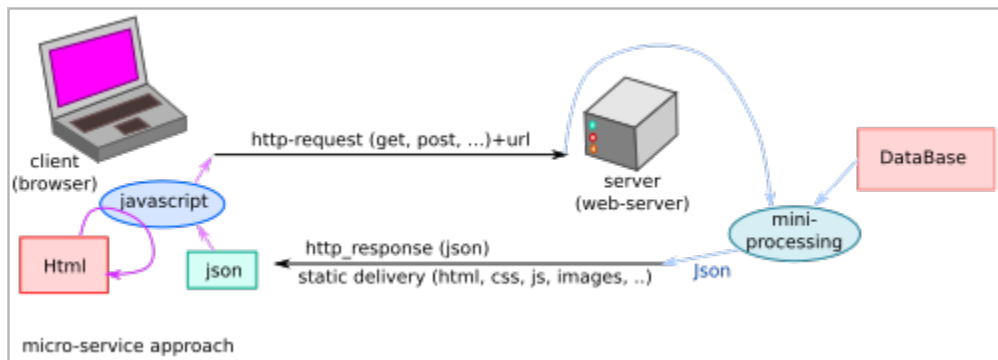 http-request (get, post, ...)+url
client
(browser)
DataBase
server
(web-server)
javascript
mini-
processing
http_response (json)
Html
json
static delivery (html, css, js, images, ..)
Json
micro-service approach